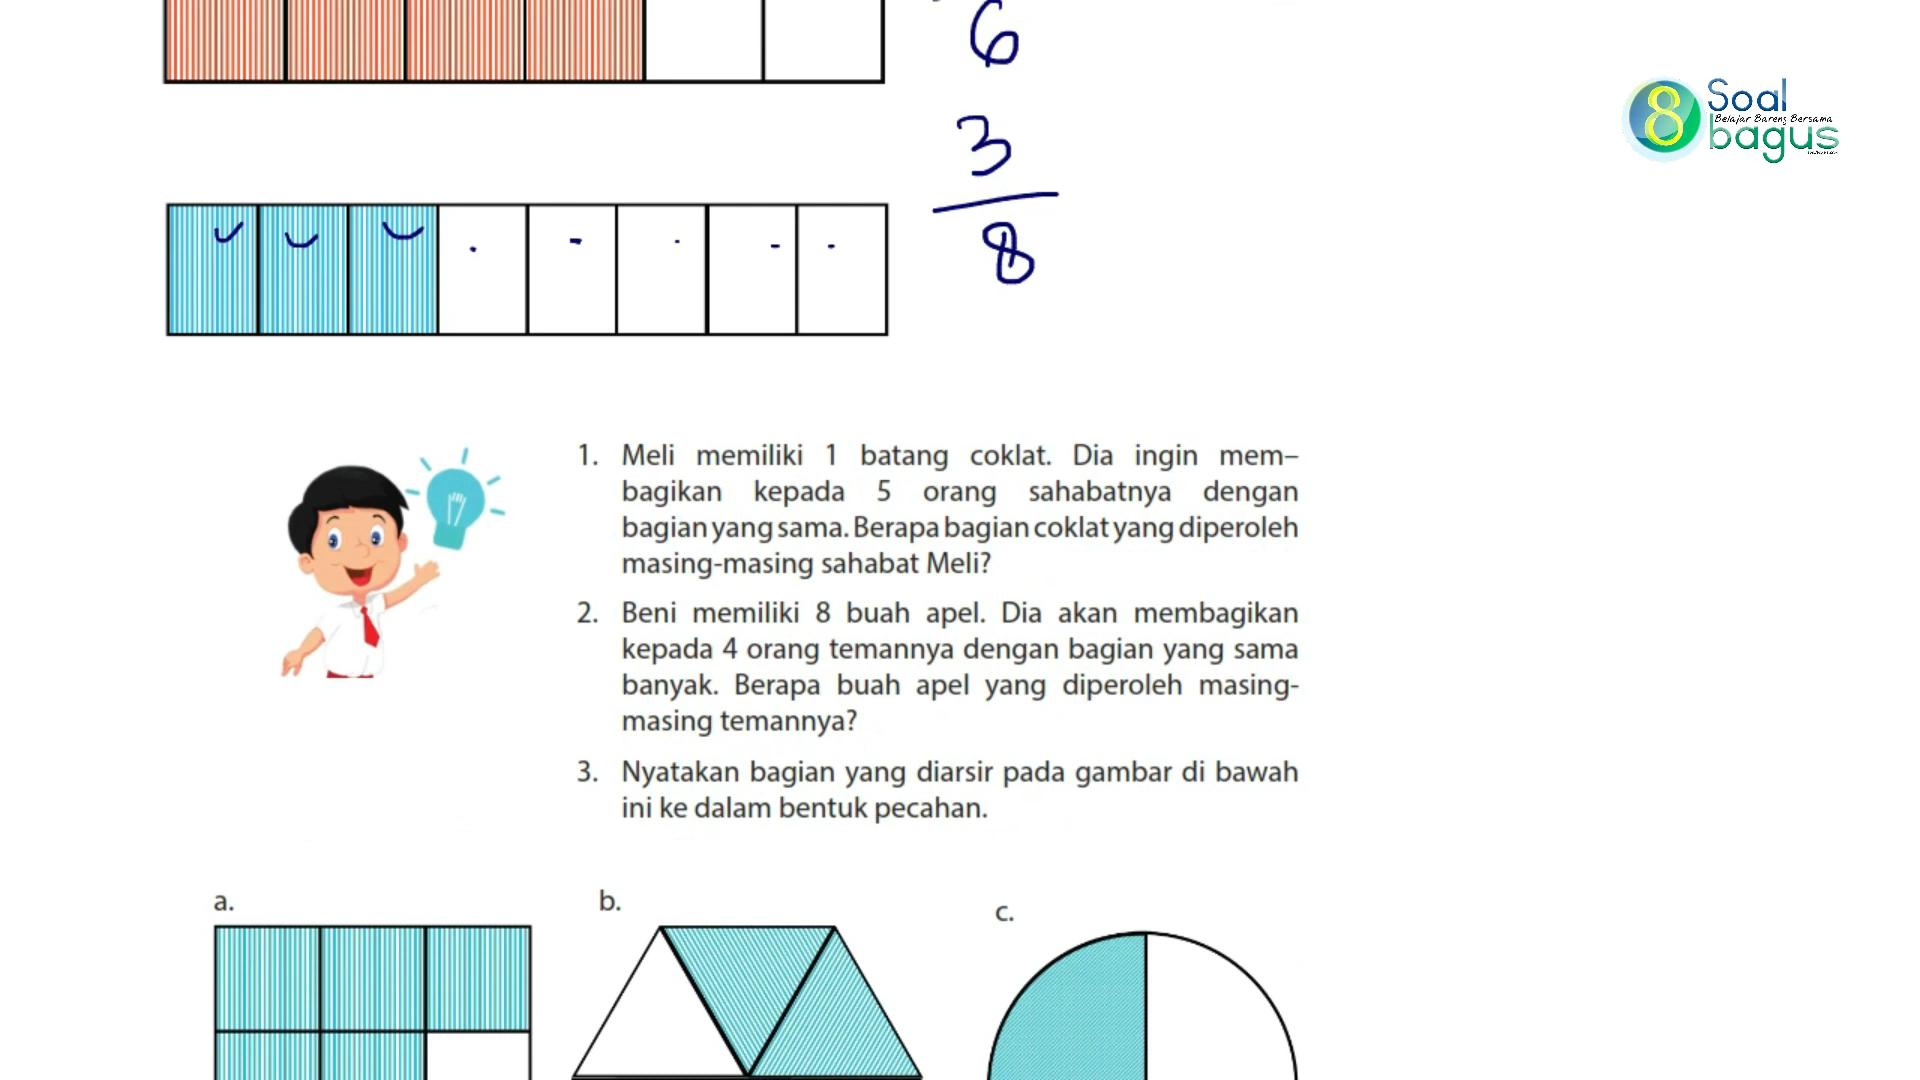 6
3
8
8 Soal
Belajar Bareng Bersama
bagus
1. Meli memiliki 1 batang coklat. Dia ingin mem–
bagikan kepada 5 orang sahabatnya dengan
bagian yang sama. Berapa bagian coklat yang diperoleh
masing-masing sahabat Meli?
2. Beni memiliki 8 buah apel. Dia akan membagikan
kepada 4 orang temannya dengan bagian yang sama
banyak. Berapa buah apel yang diperoleh masing-
masing temannya?
3. Nyatakan bagian yang diarsir pada gambar di bawah
ini ke dalam bentuk pecahan.
a.
b.
c.